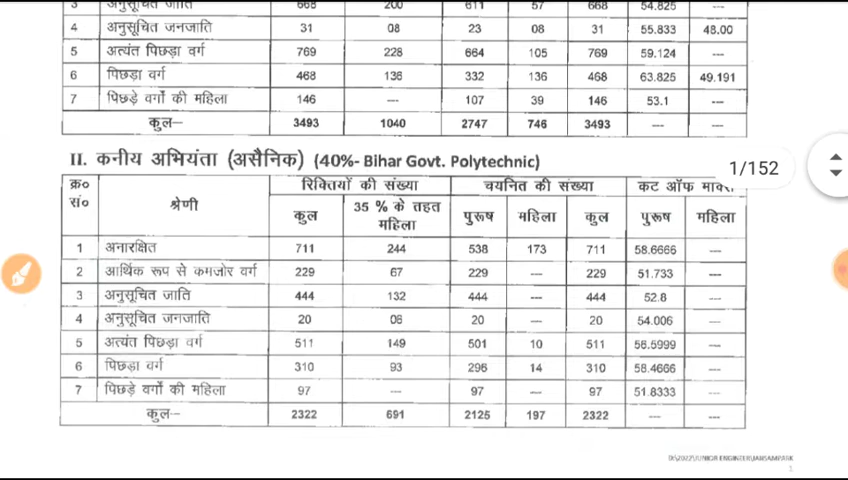 3 अनुसूचित जाति 668 200 611 57 668 54.825 ---
4 अनुसूचित जनजाति 31 08 23 08 31 55.833 48.00
5 अत्यंत पिछड़ा वर्ग 769 228 664 105 769 59.124 ---
6 पिछड़ा वर्ग 468 136 332 136 468 63.825 49.191
7 पिछड़े वर्गों की महिला 146 --- 107 39 146 53.1 ---
कुल– 3493 1040 2747 746 3493 --- ---
II. कनीय अभियंता (असैनिक) (40%- Bihar Govt. Polytechnic)
1/152
क्र० सं० श्रेणी रिक्तियों की संख्या चयनित की संख्या कट ऑफ मार्क्स
कुल 35 % के तहत महिला पुरूष महिला कुल पुरूष महिला
1 अनारक्षित 711 244 538 173 711 58.6666 ---
2 आर्थिक रूप से कमजोर वर्ग 229 67 229 --- 229 51.733 ---
3 अनुसूचित जाति 444 132 444 --- 444 52.8 ---
4 अनुसूचित जनजाति 20 06 20 --- 20 54.006 ---
5 अत्यंत पिछड़ा वर्ग 511 149 501 10 511 56.5999 ---
6 पिछड़ा वर्ग 310 93 296 14 310 58.4666 ---
7 पिछड़े वर्गों की महिला 97 --- 97 --- 97 51.8333 ---
कुल– 2322 691 2125 197 2322 --- ---
1